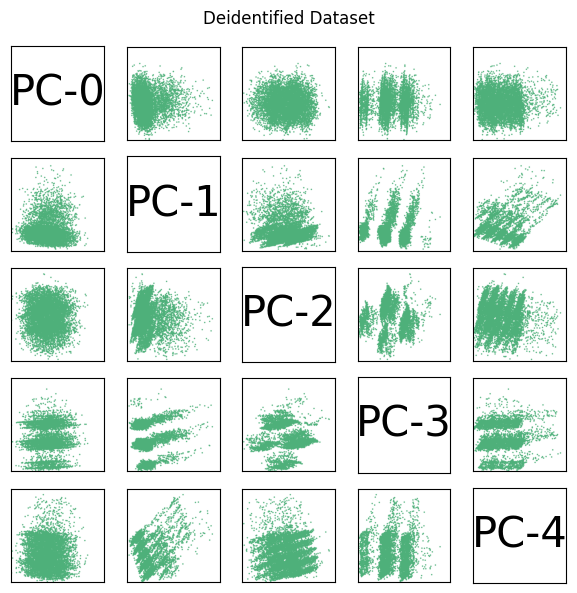 Deidentified Dataset
PC-0
PC-1
PC-2
PC-3
PC-4